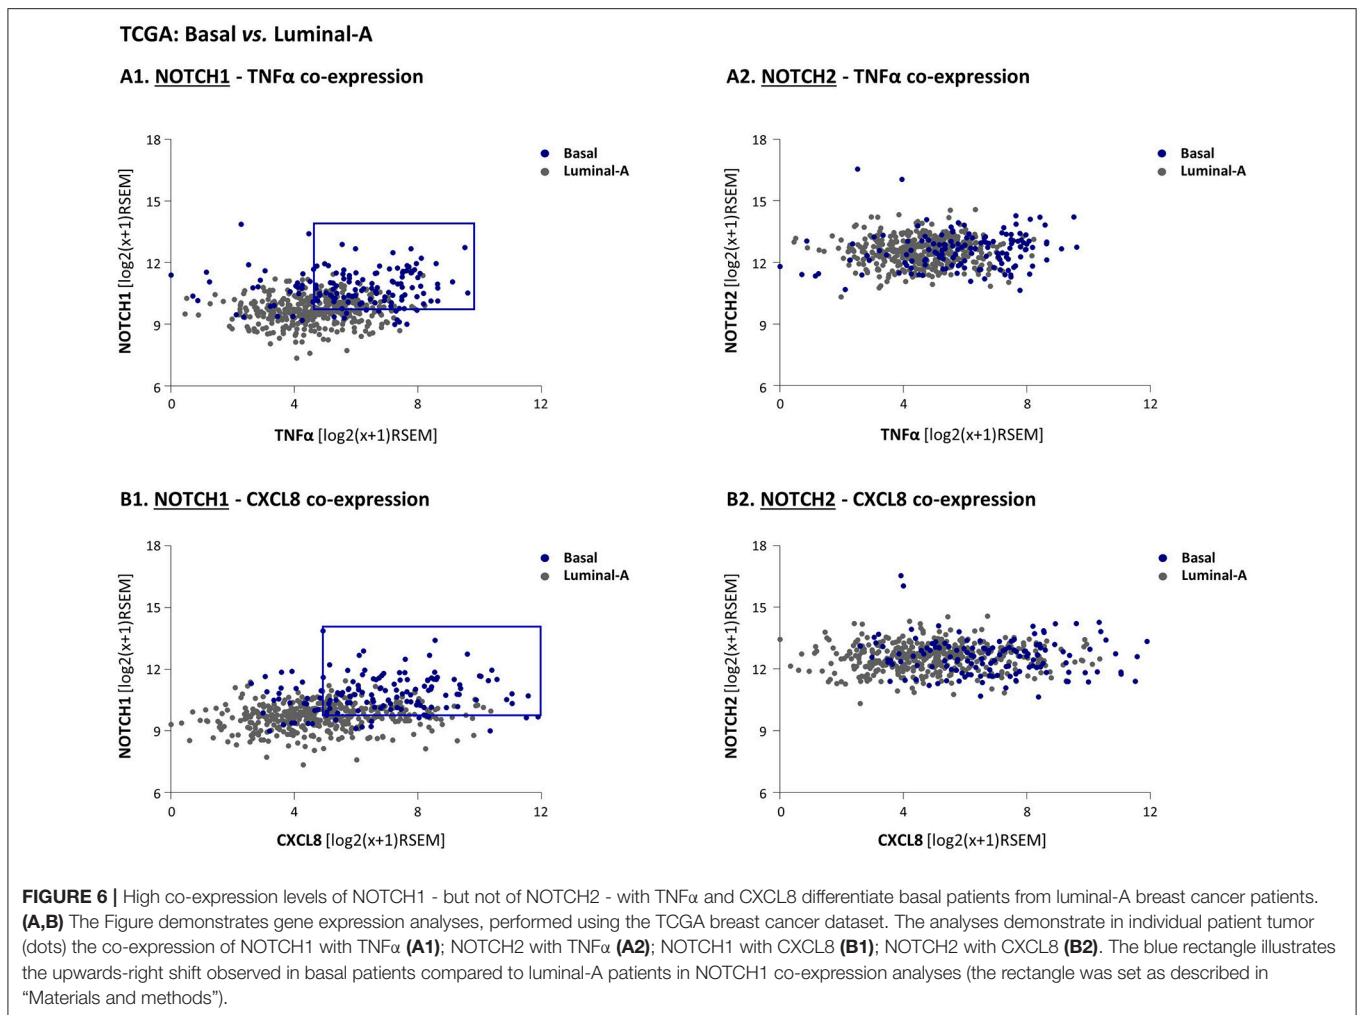 TCGA: Basal vs. Luminal-A
A1. NOTCH1 - TNFα co-expression
18
15
12
9
6
NOTCH1 [log2(x+1)RSEM]
0 4 8 12
TNFα [log2(x+1)RSEM]
Basal
Luminal-A
A2. NOTCH2 - TNFα co-expression
18
15
12
9
6
NOTCH2 [log2(x+1)RSEM]
0 4 8 12
TNFα [log2(x+1)RSEM]
Basal
Luminal-A
B1. NOTCH1 - CXCL8 co-expression
18
15
12
9
6
NOTCH1 [log2(x+1)RSEM]
0 4 8 12
CXCL8 [log2(x+1)RSEM]
Basal
Luminal-A
B2. NOTCH2 - CXCL8 co-expression
18
15
12
9
6
NOTCH2 [log2(x+1)RSEM]
0 4 8 12
CXCL8 [log2(x+1)RSEM]
Basal
Luminal-A
FIGURE 6 | High co-expression levels of NOTCH1 - but not of NOTCH2 - with TNFα and CXCL8 differentiate basal patients from luminal-A breast cancer patients.
(A,B) The Figure demonstrates gene expression analyses, performed using the TCGA breast cancer dataset. The analyses demonstrate in individual patient tumor
(dots) the co-expression of NOTCH1 with TNFα (A1); NOTCH2 with TNFα (A2); NOTCH1 with CXCL8 (B1); NOTCH2 with CXCL8 (B2). The blue rectangle illustrates
the upwards-right shift observed in basal patients compared to luminal-A patients in NOTCH1 co-expression analyses (the rectangle was set as described in
“Materials and methods”).